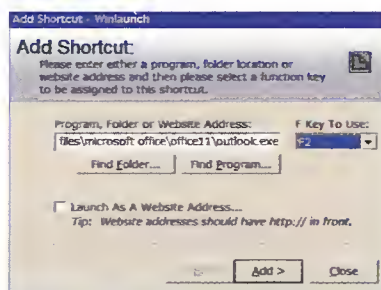 Add Shortcut - Winlaunch
Add Shortcut:
Please enter either a program, folder location or
website address and then please select a function key
to be assigned to this shortcut.
Program, Folder or Website Address:
F Key To Use:
files\microsoft office\office11\outlook.exe
F2
Find Folder...
Find Program...
Launch As A Website Address...
Tip: Website addresses should have http:// in front.
Add >
Close